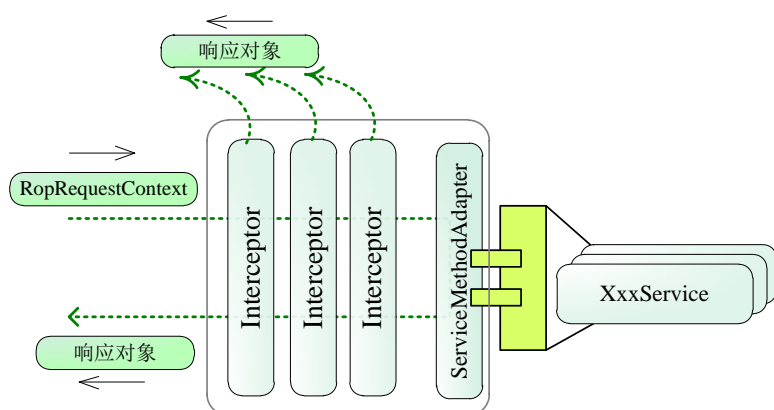 响应对象
RopRequestContext
Interceptor
Interceptor
Interceptor
ServiceMethodAdapter
XxxService
响应对象